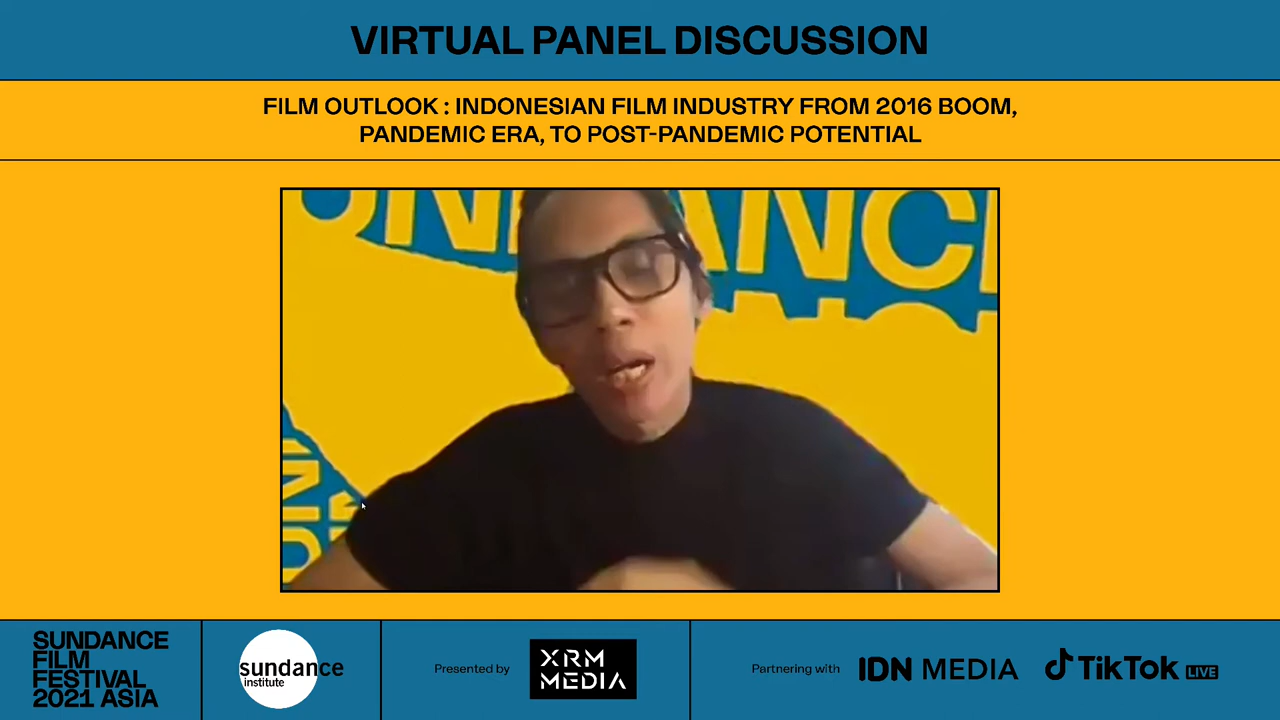 VIRTUAL PANEL DISCUSSION
FILM OUTLOOK : INDONESIAN FILM INDUSTRY FROM 2016 BOOM,
PANDEMIC ERA, TO POST-PANDEMIC POTENTIAL
SUNDANCE
FILM
FESTIVAL
2021 ASIA
sundance
institute
Presented by
XRM
MEDIA
Partnering with
IDN MEDIA
TikTok LIVE